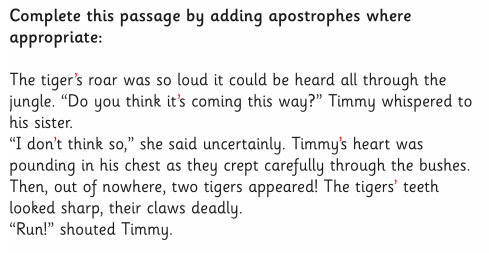 Complete this passage by adding apostrophes where
appropriate:
The tiger's roar was so loud it could be heard all through the
jungle. “Do you think it's coming this way?” Timmy whispered to
his sister.
“I don't think so,” she said uncertainly. Timmy's heart was
pounding in his chest as they crept carefully through the bushes.
Then, out of nowhere, two tigers appeared! The tigers' teeth
looked sharp, their claws deadly.
“Run!” shouted Timmy.